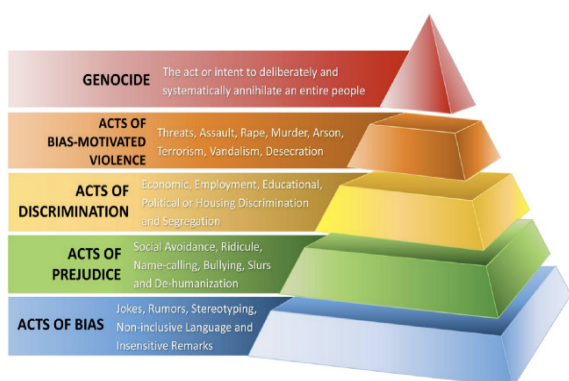 GENOCIDE
The act or intent to deliberately and
systematically annihilate an entire people
ACTS OF
BIAS-MOTIVATED
VIOLENCE
Threats, Assault, Rape, Murder, Arson,
Terrorism, Vandalism, Desecration
ACTS OF
DISCRIMINATION
Economic, Employment, Educational,
Political or Housing Discrimination
and Segregation
ACTS OF
PREJUDICE
Social Avoidance, Ridicule,
Name-calling, Bullying, Slurs
and De-humanization
ACTS OF BIAS
Jokes, Rumors, Stereotyping,
Non-inclusive Language and
Insensitive Remarks